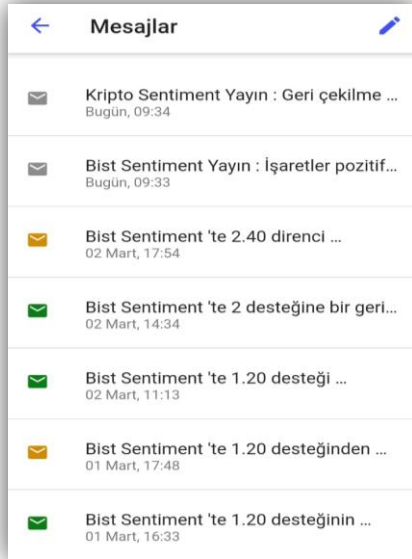 Mesajlar
Kripto Sentiment Yayın : Geri çekilme ...
Bugün, 09:34
Bist Sentiment Yayın : İşaretler pozitif...
Bugün, 09:33
Bist Sentiment 'te 2.40 direnci ...
02 Mart, 17:54
Bist Sentiment 'te 2 desteğine bir geri...
02 Mart, 14:34
Bist Sentiment 'te 1.20 desteği ...
02 Mart, 11:13
Bist Sentiment 'te 1.20 desteğinden ...
01 Mart, 17:48
Bist Sentiment 'te 1.20 desteğinin ...
01 Mart, 16:33